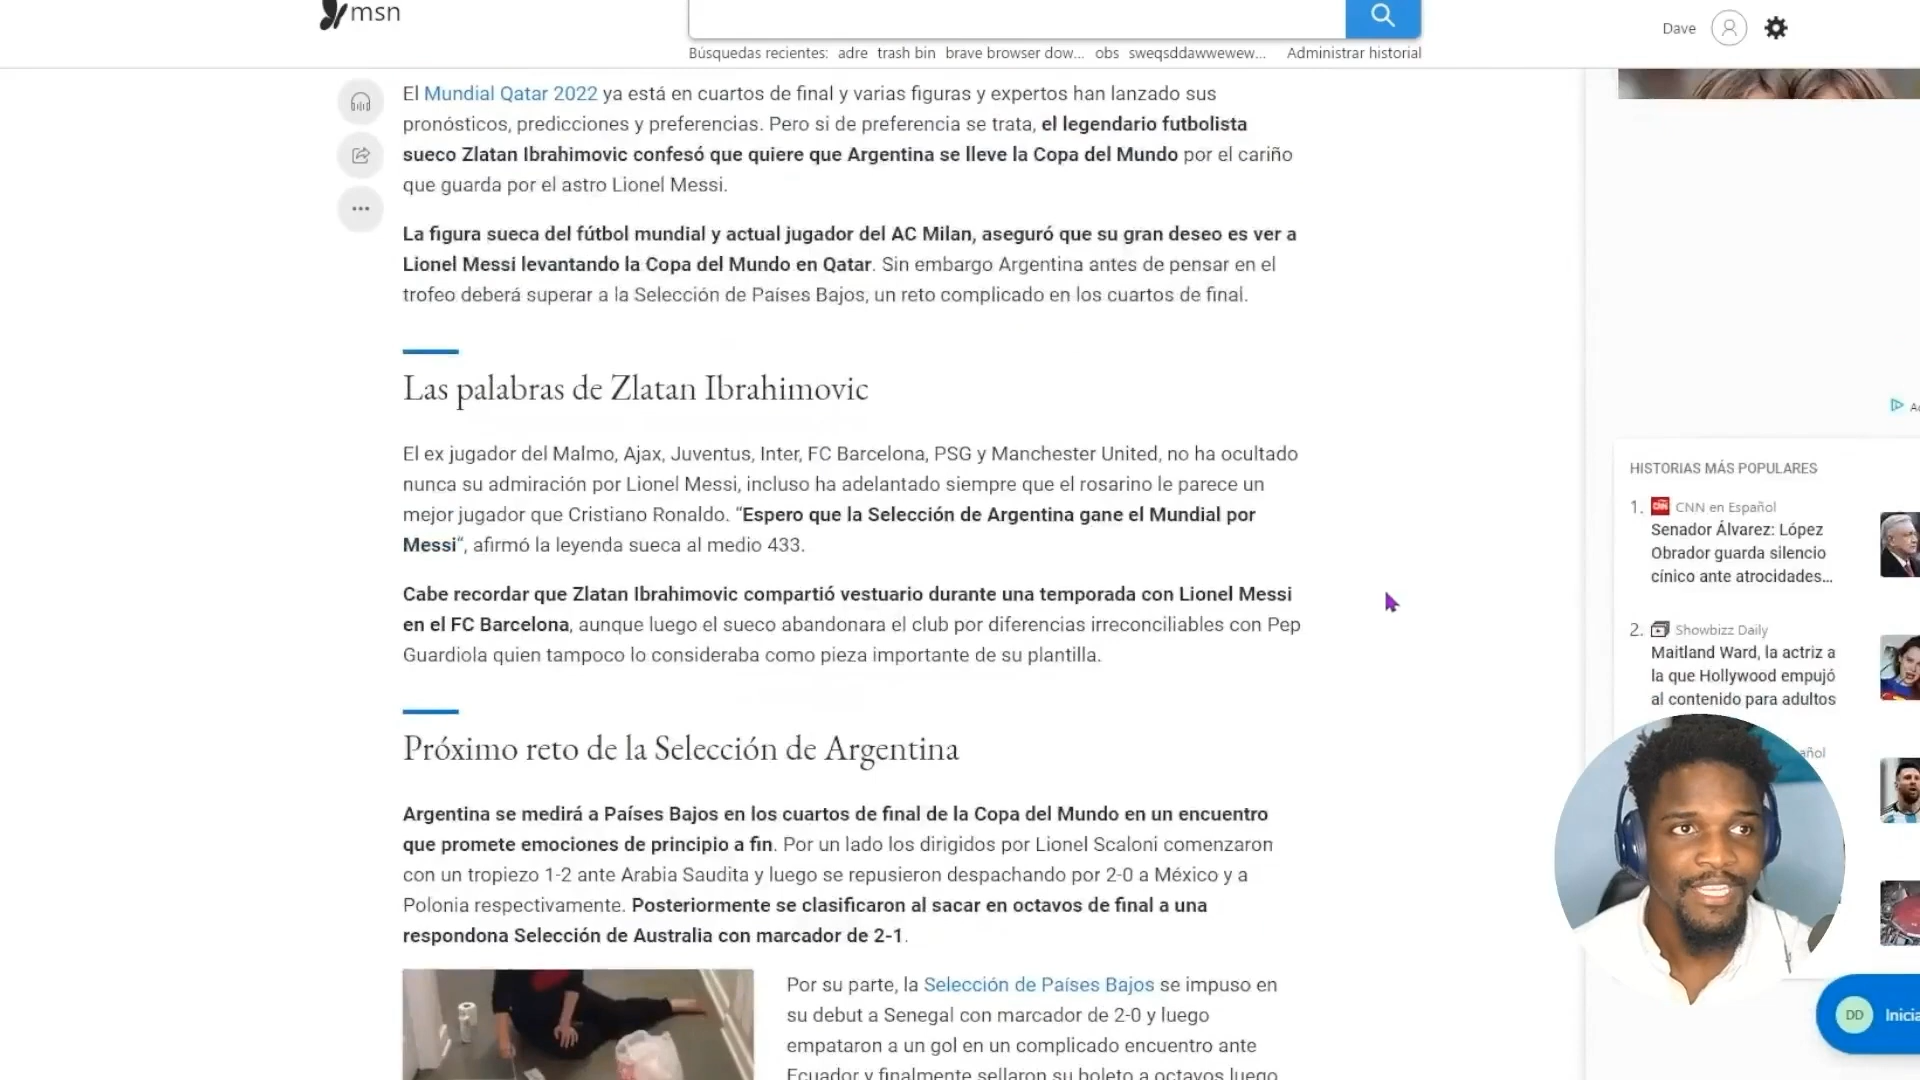 msn
Dave
Búsquedas recientes: adre trash bin brave browser dow... obs sweqsddawwewew... Administrar historial
El Mundial Qatar 2022 ya está en cuartos de final y varias figuras y expertos han lanzado sus
pronósticos, predicciones y preferencias. Pero si de preferencia se trata, el legendario futbolista
sueco Zlatan Ibrahimovic confesó que quiere que Argentina se lleve la Copa del Mundo por el cariño
que guarda por el astro Lionel Messi.
La figura sueca del fútbol mundial y actual jugador del AC Milan, aseguró que su gran deseo es ver a
Lionel Messi levantando la Copa del Mundo en Qatar. Sin embargo Argentina antes de pensar en el
trofeo deberá superar a la Selección de Países Bajos, un reto complicado en los cuartos de final.
Las palabras de Zlatan Ibrahimovic
El ex jugador del Malmo, Ajax, Juventus, Inter, FC Barcelona, PSG y Manchester United, no ha ocultado
nunca su admiración por Lionel Messi, incluso ha adelantado siempre que el rosarino le parece un
mejor jugador que Cristiano Ronaldo. “Espero que la Selección de Argentina gane el Mundial por
Messi“, afirmó la leyenda sueca al medio 433.
Cabe recordar que Zlatan Ibrahimovic compartió vestuario durante una temporada con Lionel Messi
en el FC Barcelona, aunque luego el sueco abandonara el club por diferencias irreconciliables con Pep
Guardiola quien tampoco lo consideraba como pieza importante de su plantilla.
Próximo reto de la Selección de Argentina
Argentina se medirá a Países Bajos en los cuartos de final de la Copa del Mundo en un encuentro
que promete emociones de principio a fin. Por un lado los dirigidos por Lionel Scaloni comenzaron
con un tropiezo 1-2 ante Arabia Saudita y luego se repusieron despachando por 2-0 a México y a
Polonia respectivamente. Posteriormente se clasificaron al sacar en octavos de final a una
respondona Selección de Australia con marcador de 2-1.
Por su parte, la Selección de Países Bajos se impuso en
su debut a Senegal con marcador de 2-0 y luego
empataron a un gol en un complicado encuentro ante
Ecuador y finalmente sellaron su boleto a octavos luego
HISTORIAS MÁS POPULARES
1. CNN en Español
Senador Álvarez: López
Obrador guarda silencio
cínico ante atrocidades...
2. Showbizz Daily
Maitland Ward, la actriz a
la que Hollywood empujó
al contenido para adultos
DD Inicia